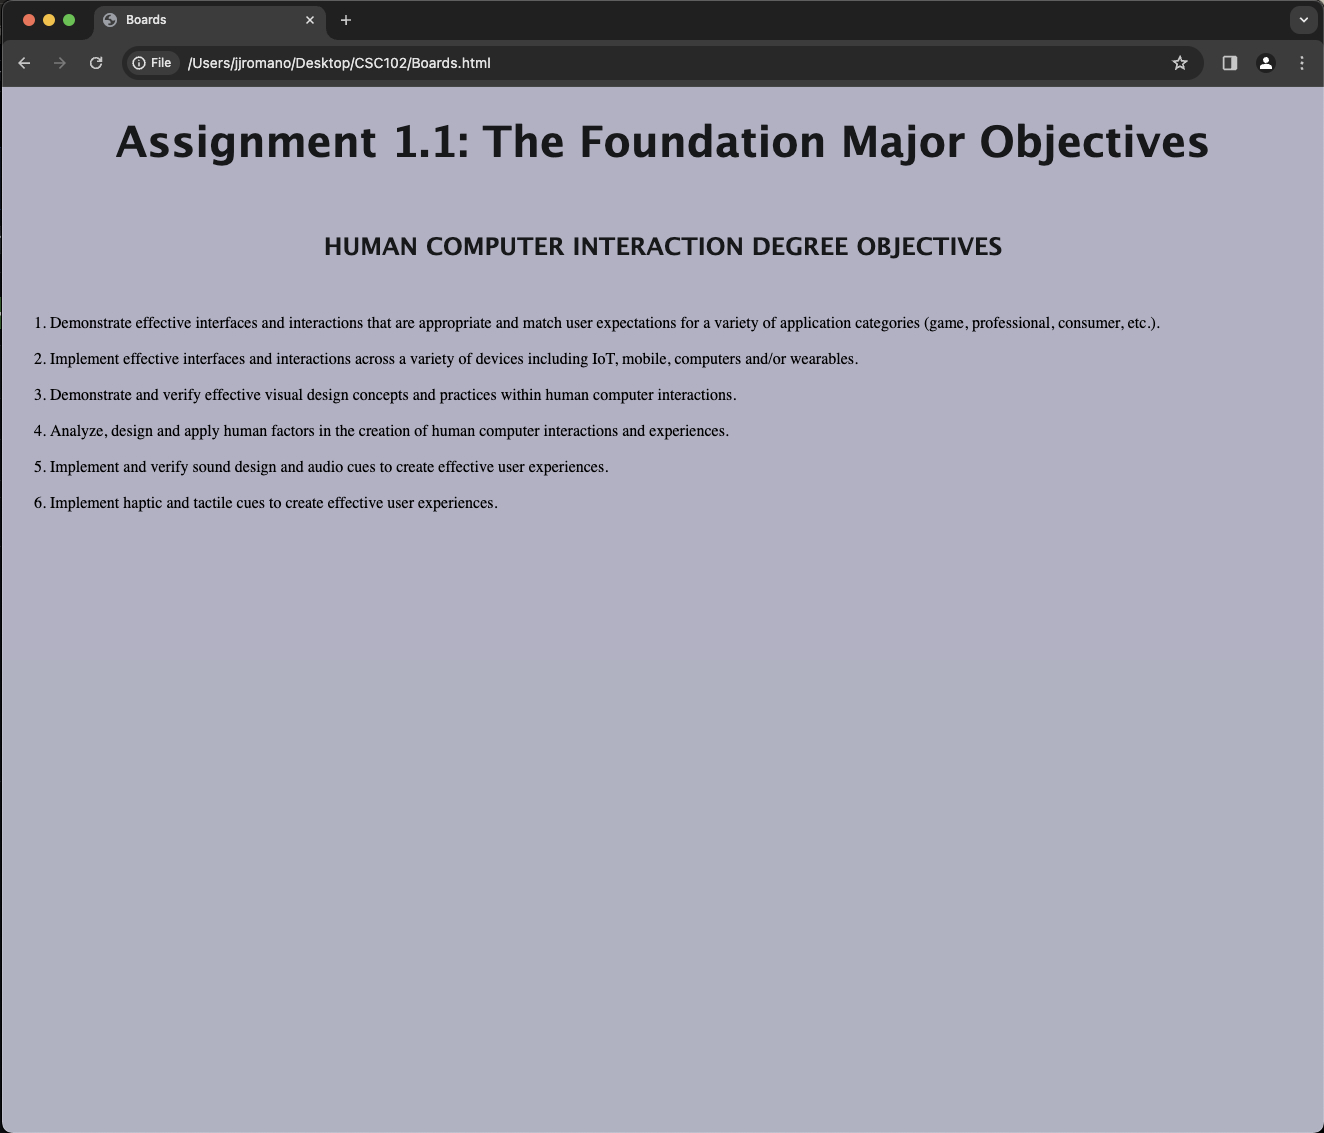 Boards
File
/Users/jjromano/Desktop/CSC102/Boards.html
Assignment 1.1: The Foundation Major Objectives
HUMAN COMPUTER INTERACTION DEGREE OBJECTIVES
1. Demonstrate effective interfaces and interactions that are appropriate and match user expectations for a variety of application categories (game, professional, consumer, etc.).
2. Implement effective interfaces and interactions across a variety of devices including IoT, mobile, computers and/or wearables.
3. Demonstrate and verify effective visual design concepts and practices within human computer interactions.
4. Analyze, design and apply human factors in the creation of human computer interactions and experiences.
5. Implement and verify sound design and audio cues to create effective user experiences.
6. Implement haptic and tactile cues to create effective user experiences.